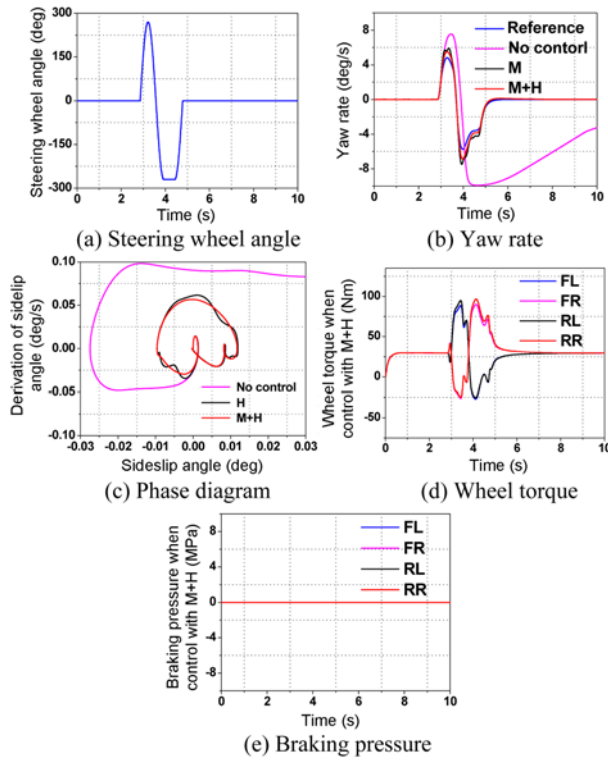 Steering wheel angle (deg)
300
150
0
-150
-300
0 2 4 6 8 10
Time (s)
(a) Steering wheel angle
Yaw rate (deg/s)
8
4
0
-4
-8
Reference
No contorl
M
M+H
0 2 4 6 8 10
Time (s)
(b) Yaw rate
Derivation of sidelip
angle (deg/s)
0.10
0.05
0.00
-0.05
-0.10
No control
H
M+H
-0.03 -0.02 -0.01 0.00 0.01 0.02 0.03
Sideslip angle (deg)
(c) Phase diagram
Wheel torque when
control with M+H (Nm)
100
50
0
-50
FL
FR
RL
RR
0 2 4 6 8 10
Time (s)
(d) Wheel torque
Braking pressure when
control with M+H (MPa)
8
4
0
-4
-8
FL
FR
RL
RR
0 2 4 6 8 10
Time (s)
(e) Braking pressure